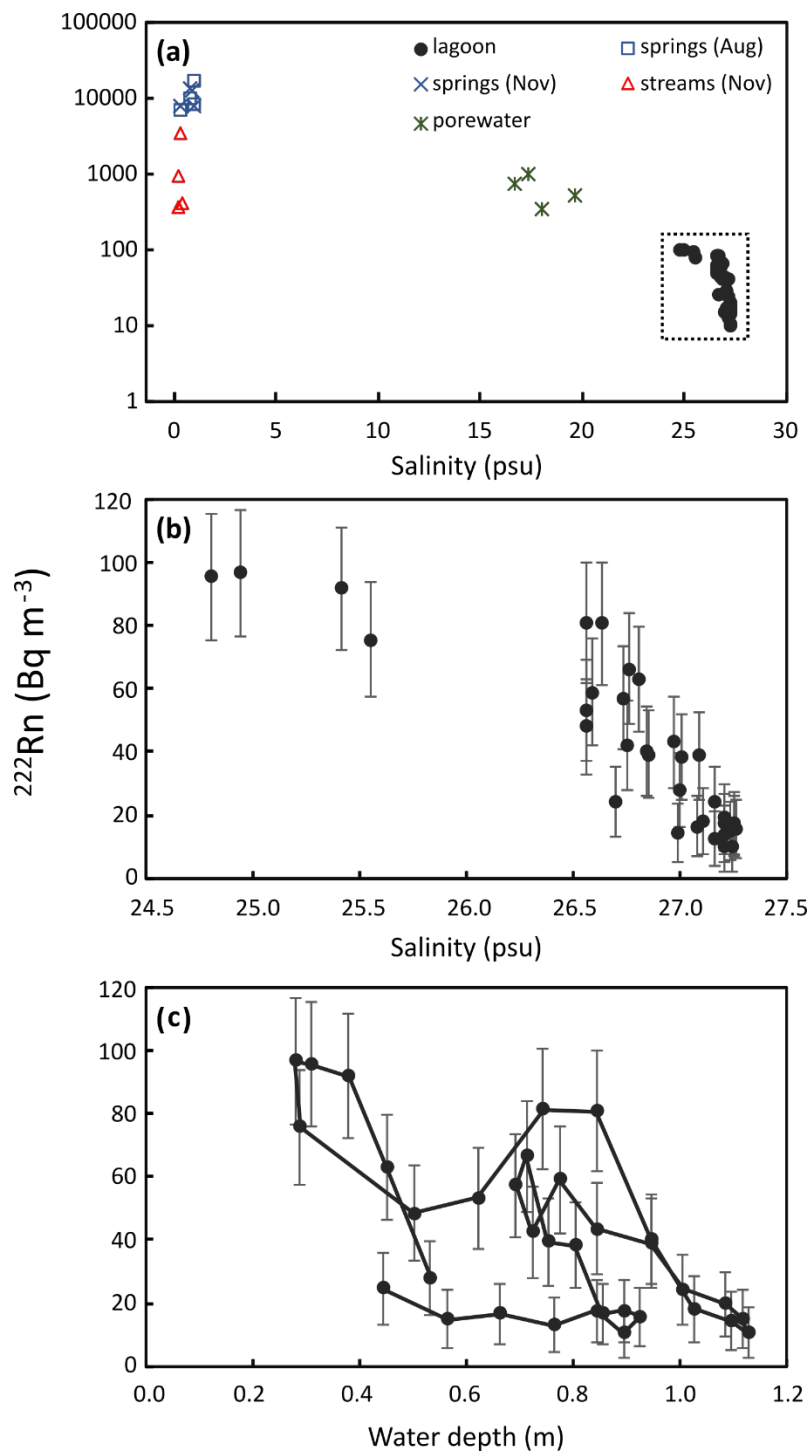 100000
10000
1000
100
10
1
(a)
lagoon
springs (Aug)
springs (Nov)
streams (Nov)
porewater
0 5 10 15 20 25 30
Salinity (psu)
²²²Rn (Bq m⁻³)
120
100
80
60
40
20
0
(b)
24.5 25.0 25.5 26.0 26.5 27.0 27.5
Salinity (psu)
120
100
80
60
40
20
0
(c)
0.0 0.2 0.4 0.6 0.8 1.0 1.2
Water depth (m)